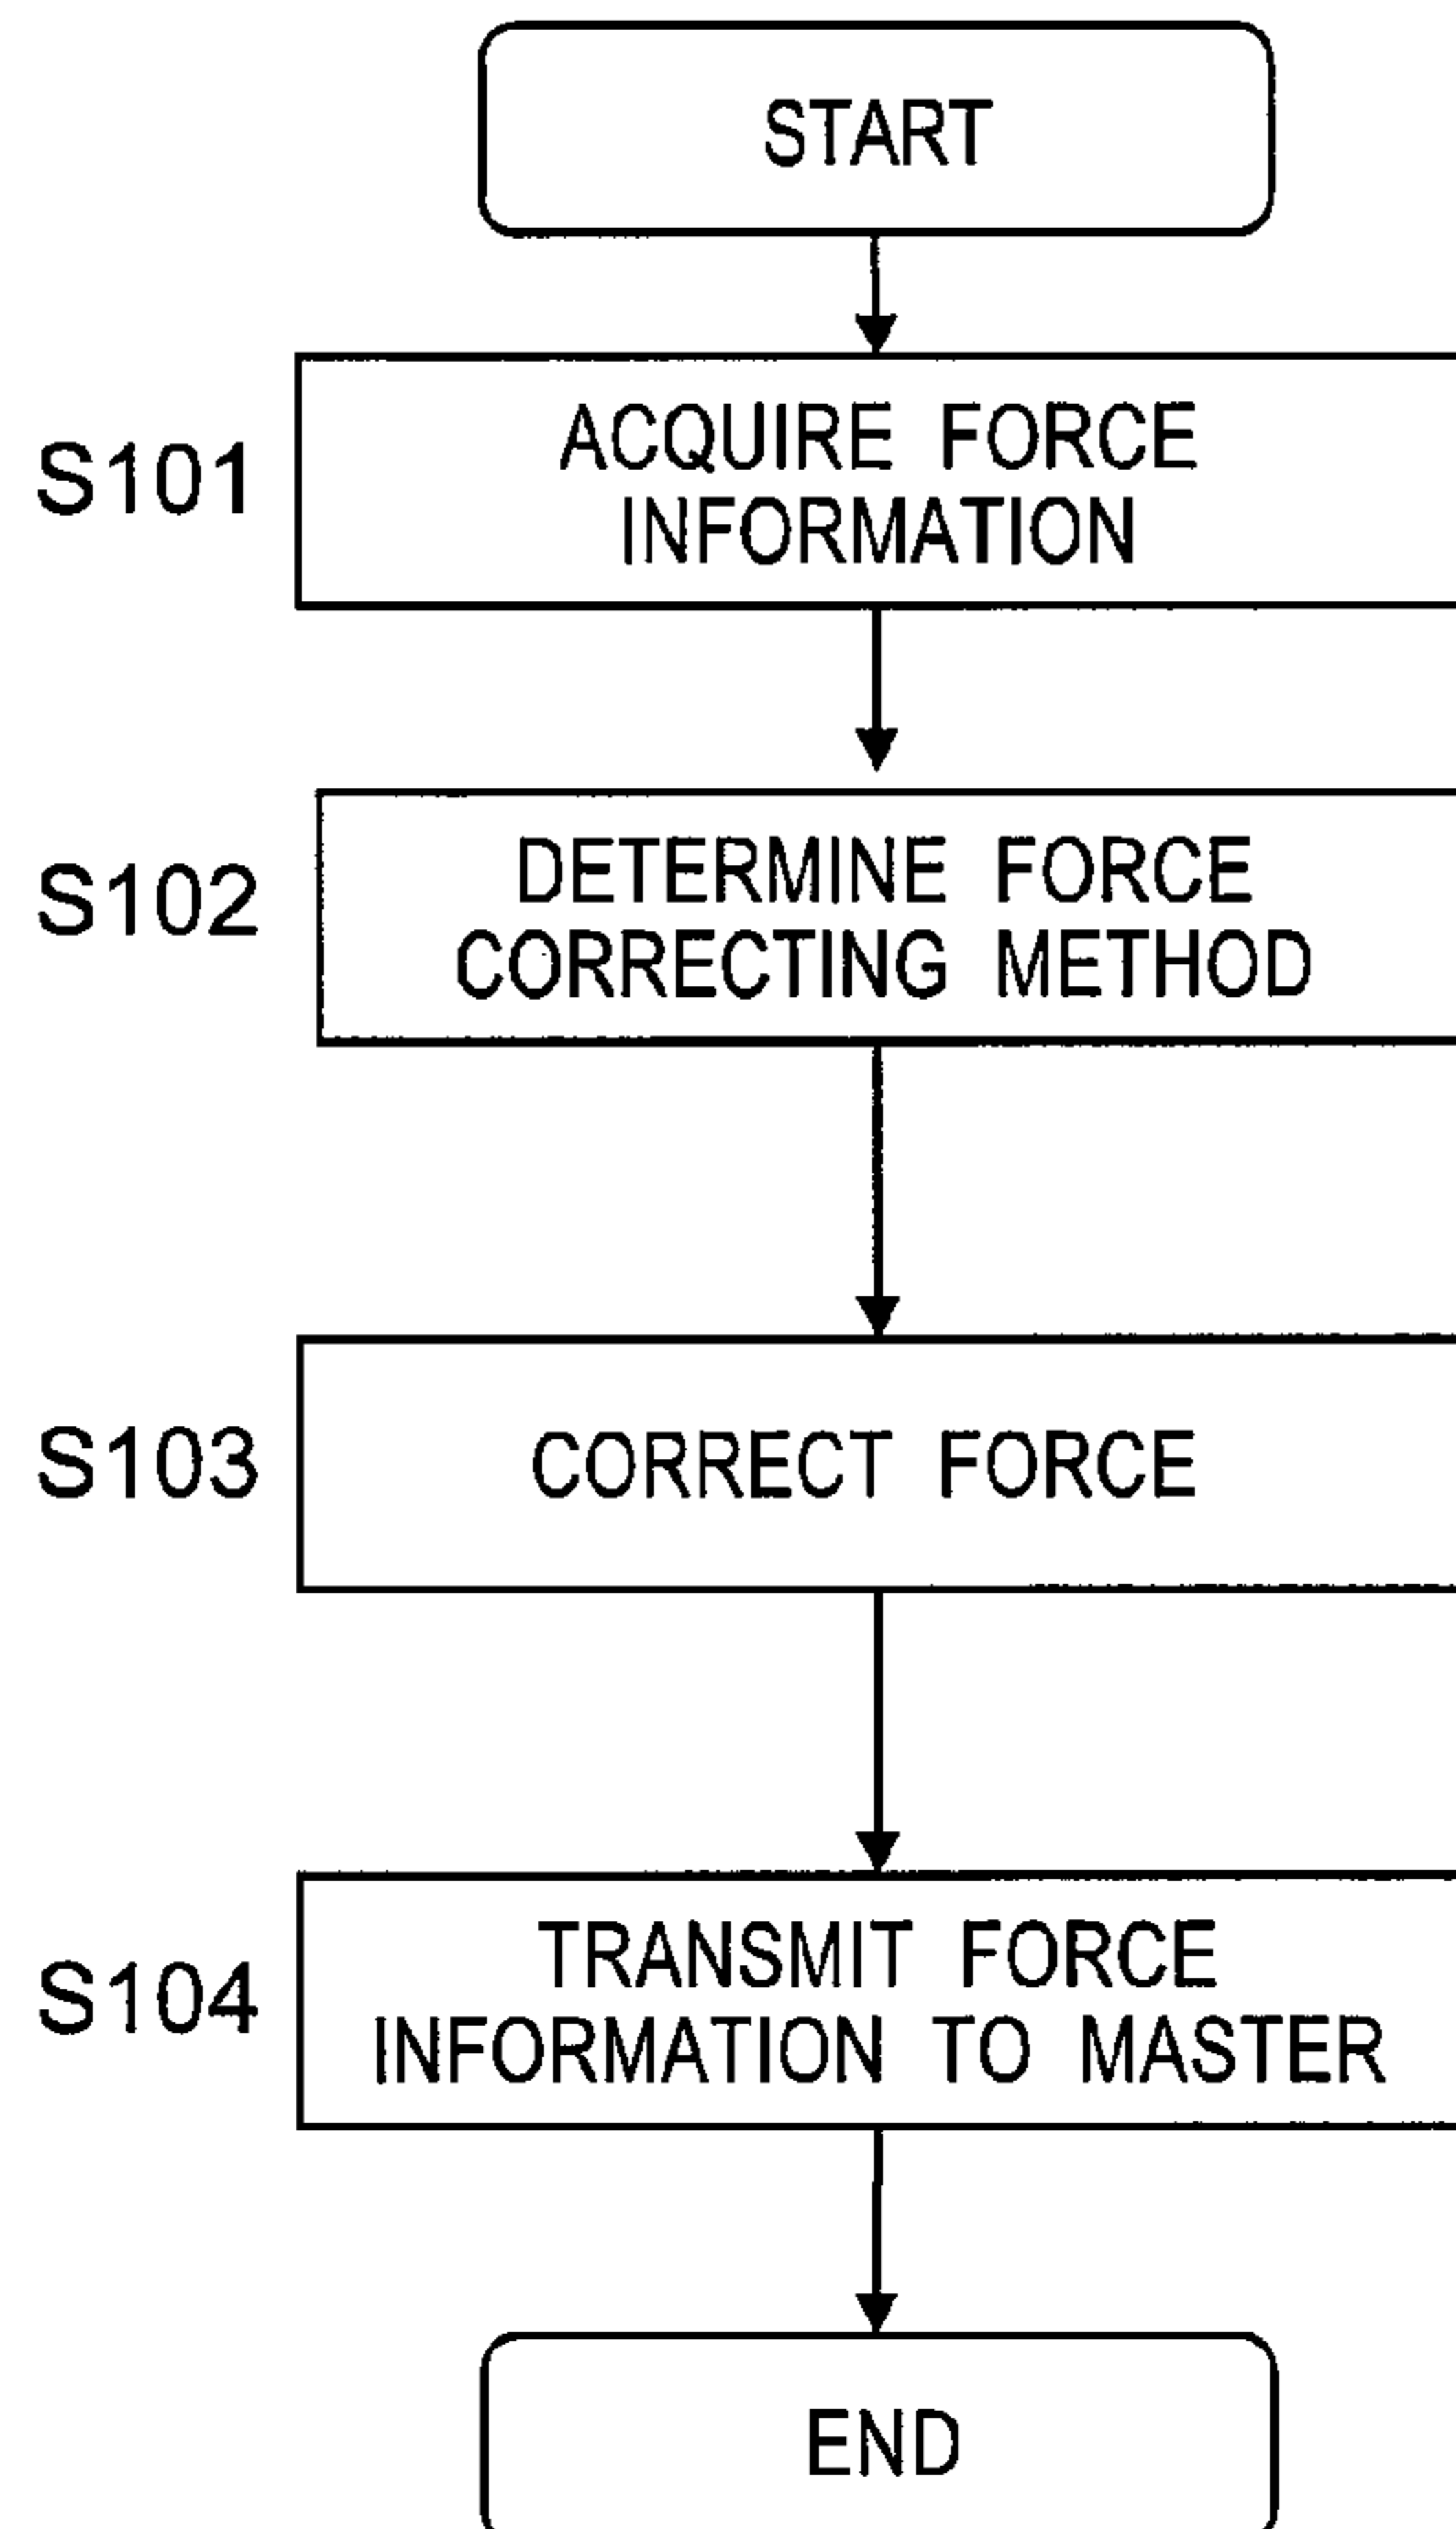 START
S101
ACQUIRE FORCE
INFORMATION
S102
DETERMINE FORCE
CORRECTING METHOD
S103
CORRECT FORCE
S104
TRANSMIT FORCE
INFORMATION TO MASTER
END